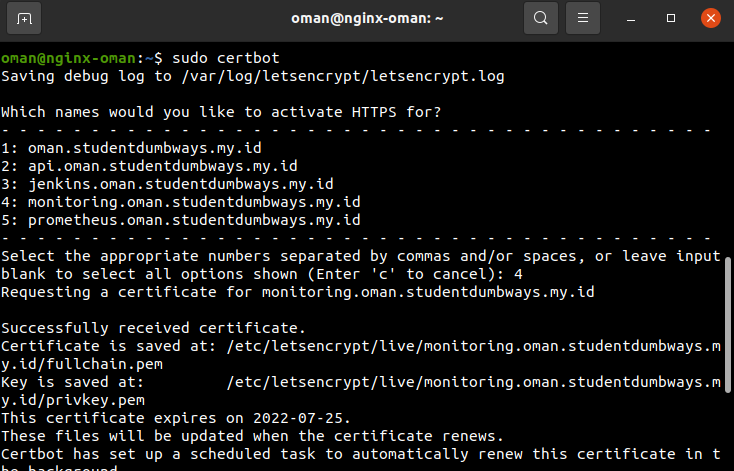 oman@nginx-oman: ~
oman@nginx-oman:~$ sudo certbot
Saving debug log to /var/log/letsencrypt/letsencrypt.log
Which names would you like to activate HTTPS for?
- - - - - - - - - - - - - - - - - - - - - - - - - - - - - - - - - - - - - - - -
1: oman.studentdumbways.my.id
2: api.oman.studentdumbways.my.id
3: jenkins.oman.studentdumbways.my.id
4: monitoring.oman.studentdumbways.my.id
5: prometheus.oman.studentdumbways.my.id
- - - - - - - - - - - - - - - - - - - - - - - - - - - - - - - - - - - - - - - -
Select the appropriate numbers separated by commas and/or spaces, or leave input
blank to select all options shown (Enter 'c' to cancel): 4
Requesting a certificate for monitoring.oman.studentdumbways.my.id
Successfully received certificate.
Certificate is saved at: /etc/letsencrypt/live/monitoring.oman.studentdumbways.m
y.id/fullchain.pem
Key is saved at:         /etc/letsencrypt/live/monitoring.oman.studentdumbways.m
y.id/privkey.pem
This certificate expires on 2022-07-25.
These files will be updated when the certificate renews.
Certbot has set up a scheduled task to automatically renew this certificate in t
he background.